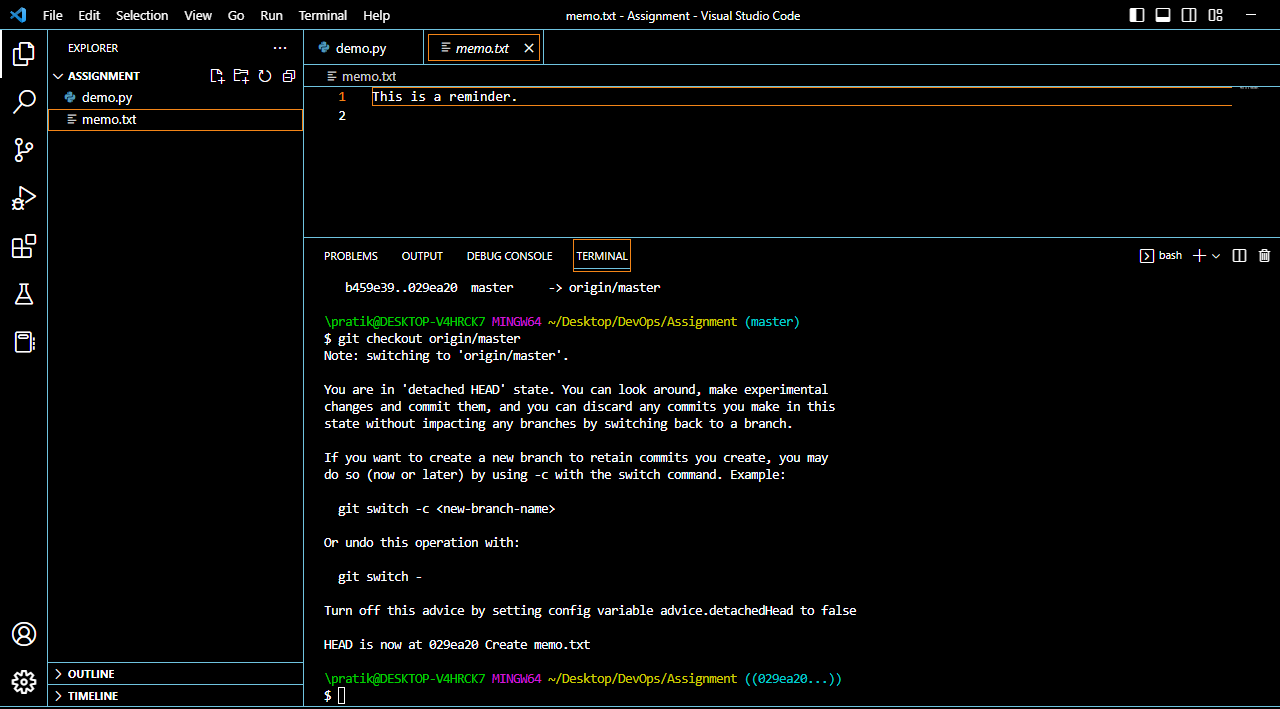 File Edit Selection View Go Run Terminal Help
memo.txt - Assignment - Visual Studio Code
EXPLORER
ASSIGNMENT
demo.py
memo.txt
OUTLINE
TIMELINE
demo.py
memo.txt
memo.txt
1 This is a reminder.
2
PROBLEMS OUTPUT DEBUG CONSOLE TERMINAL
bash
b459e39..029ea20 master -> origin/master
\pratik@DESKTOP-V4HRCK7 MINGW64 ~/Desktop/DevOps/Assignment (master)
$ git checkout origin/master
Note: switching to 'origin/master'.
You are in 'detached HEAD' state. You can look around, make experimental
changes and commit them, and you can discard any commits you make in this
state without impacting any branches by switching back to a branch.
If you want to create a new branch to retain commits you create, you may
do so (now or later) by using -c with the switch command. Example:
git switch -c <new-branch-name>
Or undo this operation with:
git switch -
Turn off this advice by setting config variable advice.detachedHead to false
HEAD is now at 029ea20 Create memo.txt
\pratik@DESKTOP-V4HRCK7 MINGW64 ~/Desktop/DevOps/Assignment ((029ea20...))
$